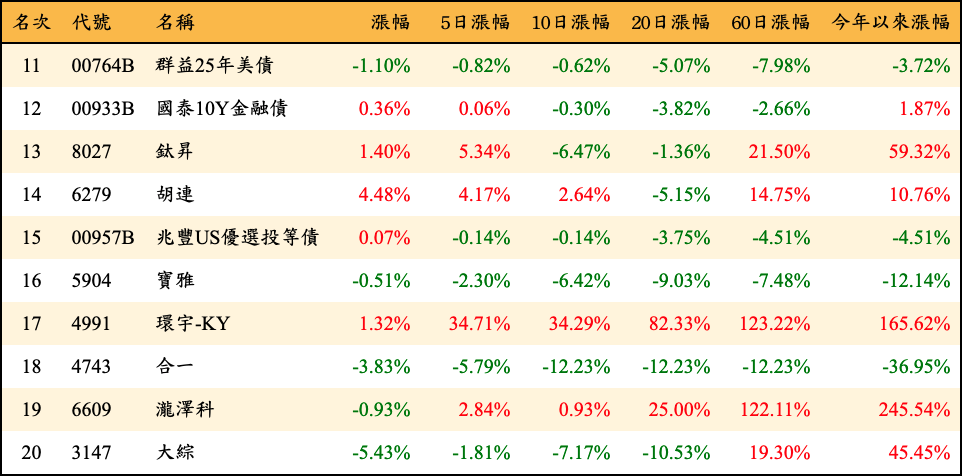 名次 代號 名稱 漲幅 5日漲幅 10日漲幅 20日漲幅 60日漲幅 今年以來漲幅
11 00764B 群益25年美債 -1.10% -0.82% -0.62% -5.07% -7.98% -3.72%
12 00933B 國泰10Y金融債 0.36% 0.06% -0.30% -3.82% -2.66% 1.87%
13 8027 鈦昇 1.40% 5.34% -6.47% -1.36% 21.50% 59.32%
14 6279 胡連 4.48% 4.17% 2.64% -5.15% 14.75% 10.76%
15 00957B 兆豐US優選投等債 0.07% -0.14% -0.14% -3.75% -4.51% -4.51%
16 5904 寶雅 -0.51% -2.30% -6.42% -9.03% -7.48% -12.14%
17 4991 環宇-KY 1.32% 34.71% 34.29% 82.33% 123.22% 165.62%
18 4743 合一 -3.83% -5.79% -12.23% -12.23% -12.23% -36.95%
19 6609 瀧澤科 -0.93% 2.84% 0.93% 25.00% 122.11% 245.54%
20 3147 大綜 -5.43% -1.81% -7.17% -10.53% 19.30% 45.45%